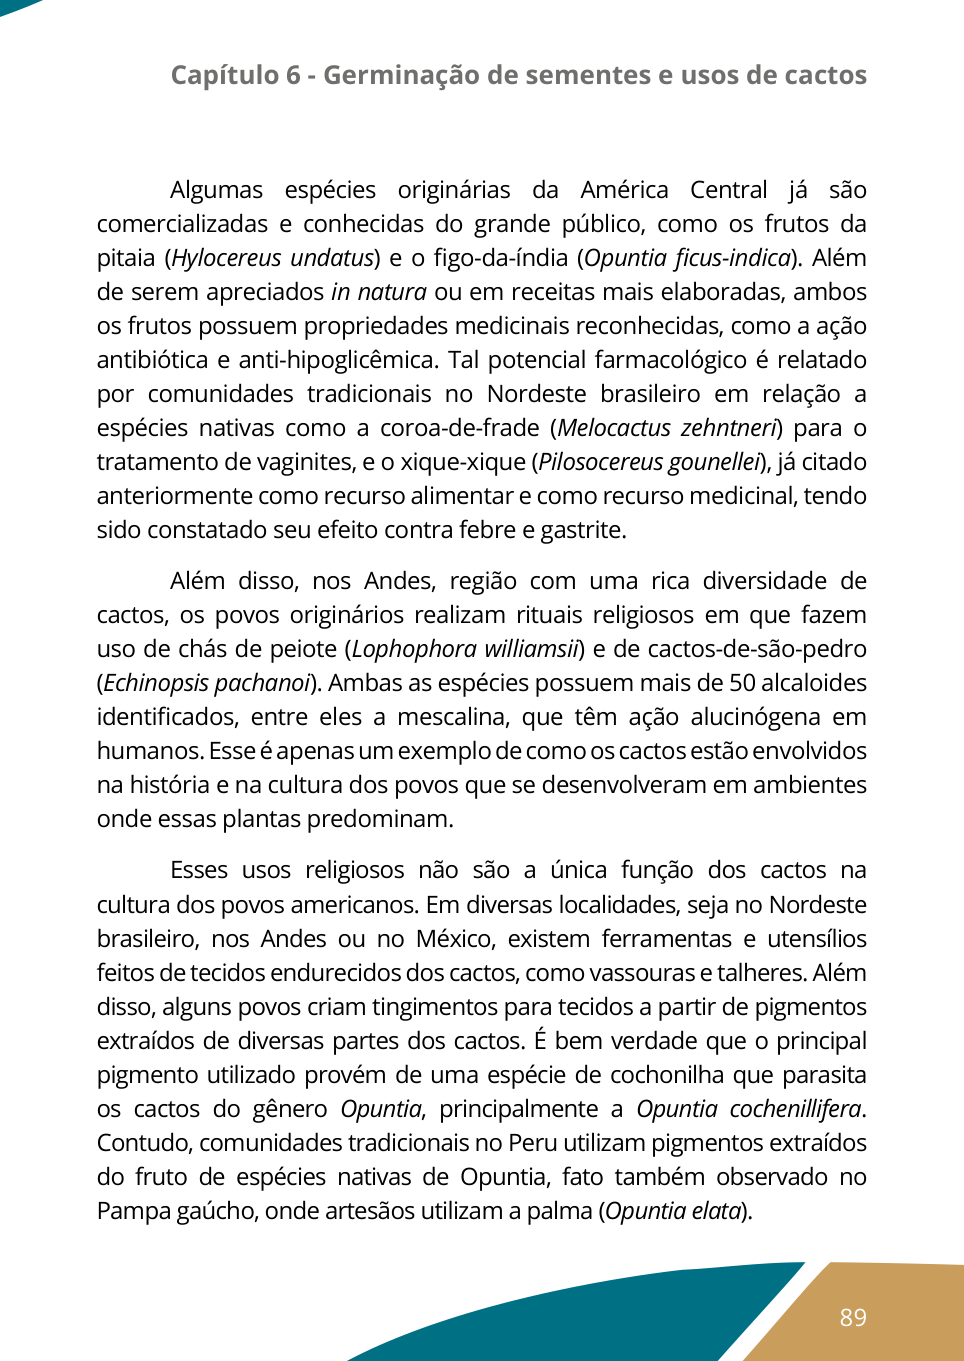 Capítulo 6 - Germinação de sementes e usos de cactos
Algumas espécies originárias da América Central já são
comercializadas e conhecidas do grande público, como os frutos da
pitaia (Hylocereus undatus) e o figo-da-índia (Opuntia ficus-indica). Além
de serem apreciados in natura ou em receitas mais elaboradas, ambos
os frutos possuem propriedades medicinais reconhecidas, como a ação
antibiótica e anti-hipoglicêmica. Tal potencial farmacológico é relatado
por comunidades tradicionais no Nordeste brasileiro em relação a
espécies nativas como a coroa-de-frade (Melocactus zehntneri) para o
tratamento de vaginites, e o xique-xique (Pilosocereus gounellei), já citado
anteriormente como recurso alimentar e como recurso medicinal, tendo
sido constatado seu efeito contra febre e gastrite.
Além disso, nos Andes, região com uma rica diversidade de
cactos, os povos originários realizam rituais religiosos em que fazem
uso de chás de peiote (Lophophora williamsii) e de cactos-de-são-pedro
(Echinopsis pachanoi). Ambas as espécies possuem mais de 50 alcaloides
identificados, entre eles a mescalina, que têm ação alucinógena em
humanos. Esse é apenas um exemplo de como os cactos estão envolvidos
na história e na cultura dos povos que se desenvolveram em ambientes
onde essas plantas predominam.
Esses usos religiosos não são a única função dos cactos na
cultura dos povos americanos. Em diversas localidades, seja no Nordeste
brasileiro, nos Andes ou no México, existem ferramentas e utensílios
feitos de tecidos endurecidos dos cactos, como vassouras e talheres. Além
disso, alguns povos criam tingimentos para tecidos a partir de pigmentos
extraídos de diversas partes dos cactos. É bem verdade que o principal
pigmento utilizado provém de uma espécie de cochonilha que parasita
os cactos do gênero Opuntia, principalmente a Opuntia cochenillifera.
Contudo, comunidades tradicionais no Peru utilizam pigmentos extraídos
do fruto de espécies nativas de Opuntia, fato também observado no
Pampa gaúcho, onde artesãos utilizam a palma (Opuntia elata).
89